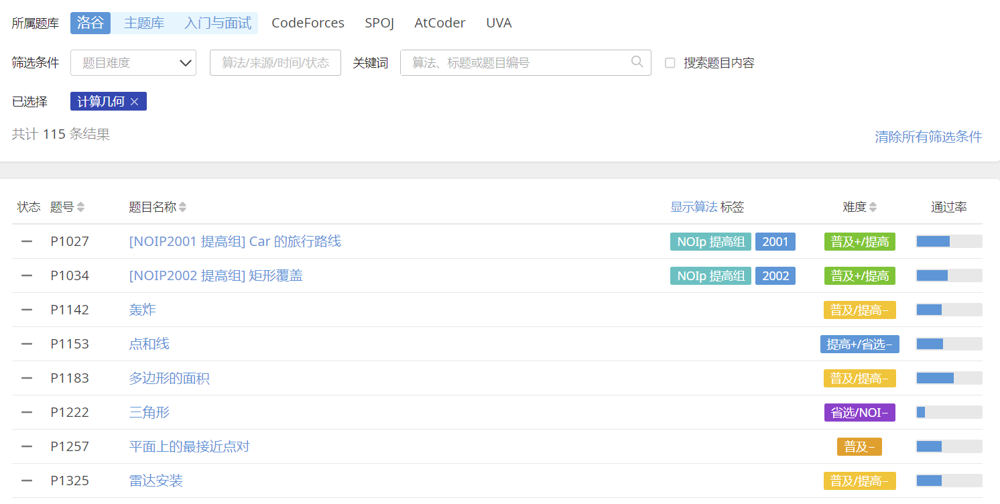 所属题库 洛谷 主题库 入门与面试 CodeForces SPOJ AtCoder UVA
筛选条件 题目难度 算法/来源/时间/状态 关键词 算法、标题或题目编号 搜索题目内容
已选择 计算几何 ×
共计 115 条结果 清除所有筛选条件
状态 题号 题目名称 显示算法 标签 难度 通过率
— P1027 [NOIP2001 提高组] Car 的旅行路线 NOIp 提高组 2001 普及+/提高
— P1034 [NOIP2002 提高组] 矩形覆盖 NOIp 提高组 2002 普及+/提高
— P1142 轰炸 普及/提高−
— P1153 点和线 提高+/省选−
— P1183 多边形的面积 普及/提高−
— P1222 三角形 省选/NOI−
— P1257 平面上的最接近点对 普及−
— P1325 雷达安装 普及/提高−